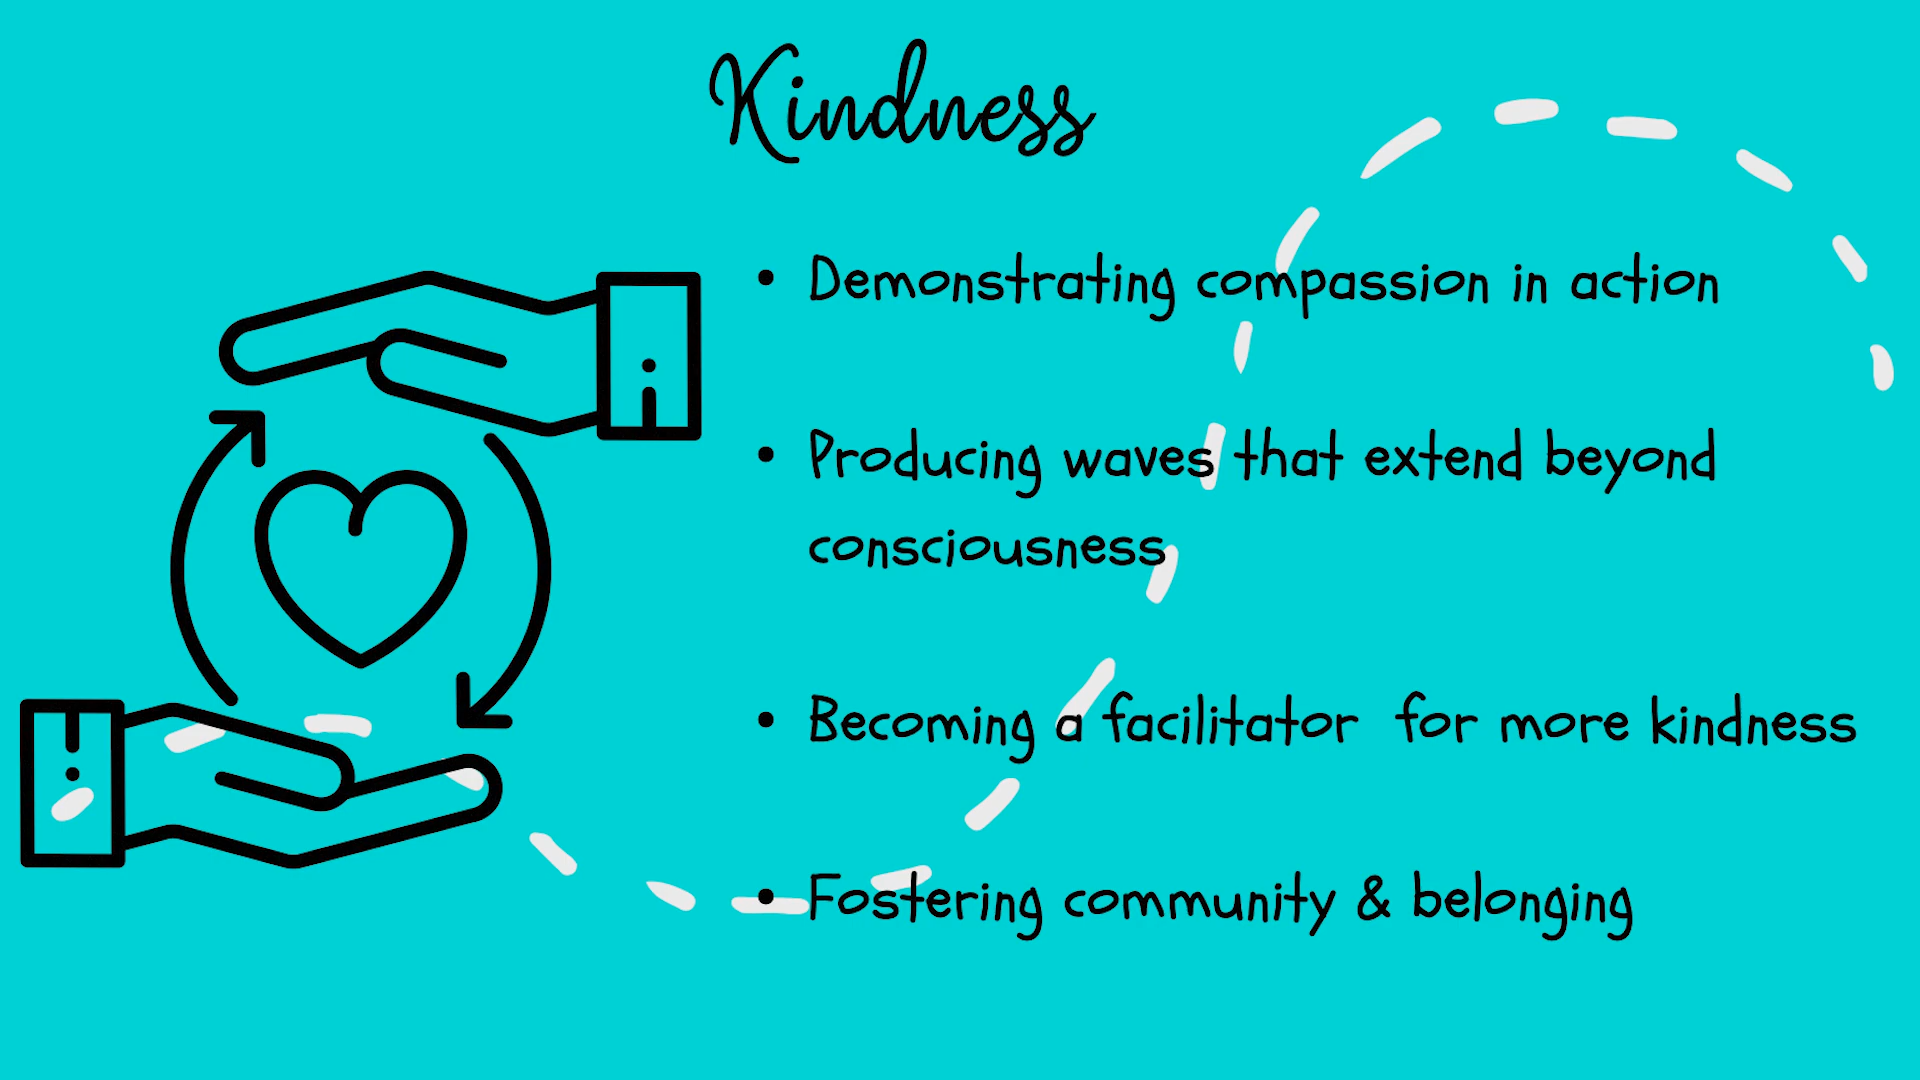 Kindness
• Demonstrating compassion in action
• Producing waves that extend beyond
consciousness
• Becoming a facilitator  for more kindness
• Fostering community & belonging